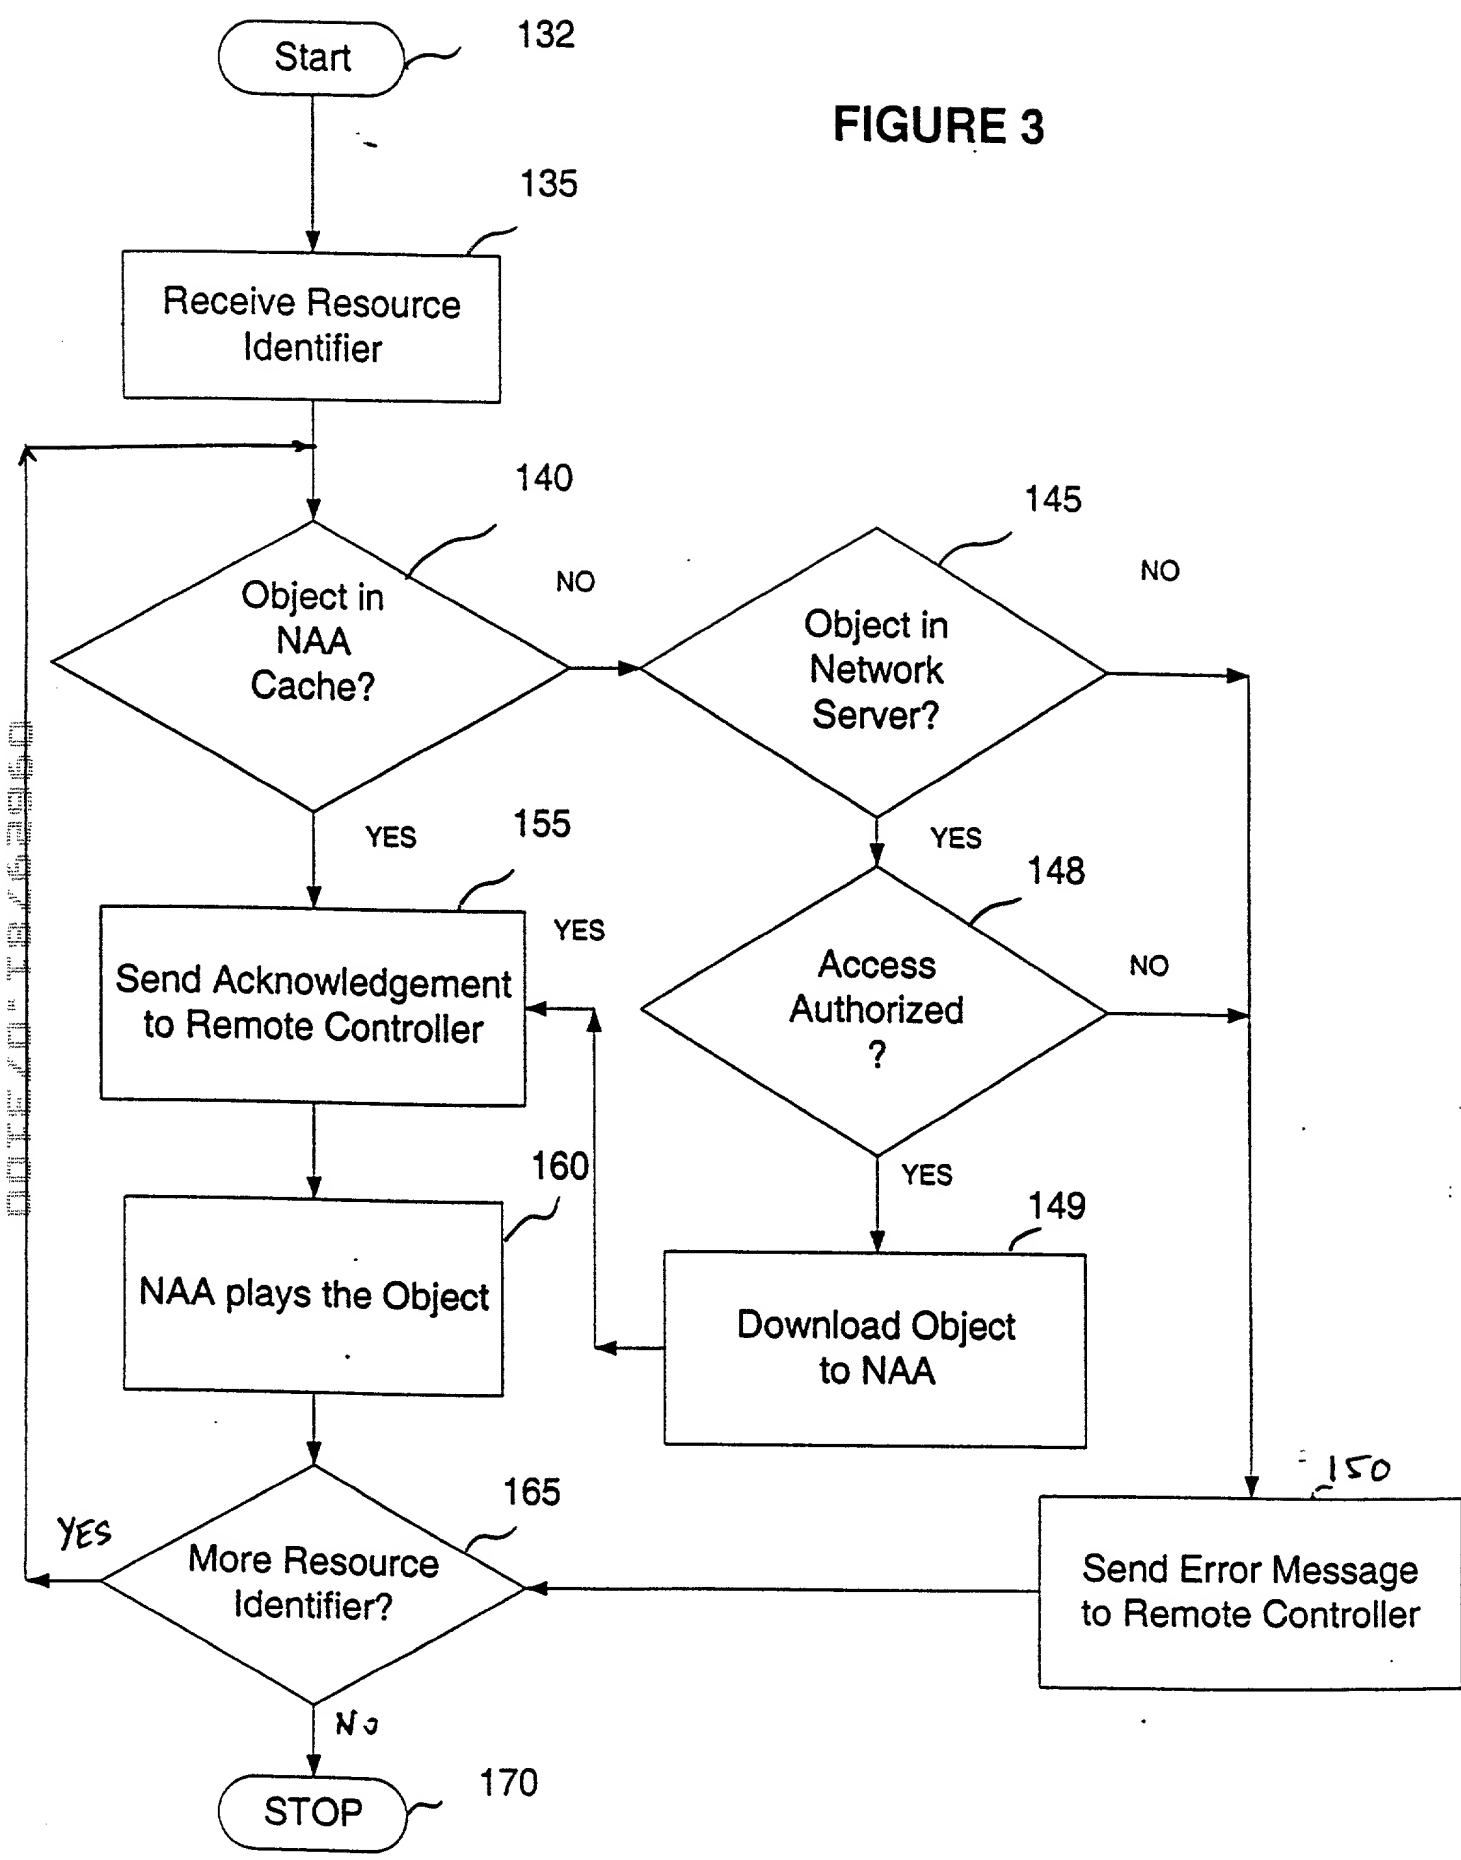 Start
132
FIGURE 3
135
Receive Resource
Identifier
140
145
NO
NO
Object in
NAA
Cache?
Object in
Network
Server?
YES
155
YES
148
YES
Send Acknowledgement
to Remote Controller
Access
Authorized
?
NO
160
YES
149
NAA plays the Object
Download Object
to NAA
150
165
YES
More Resource
Identifier?
Send Error Message
to Remote Controller
No
STOP
170